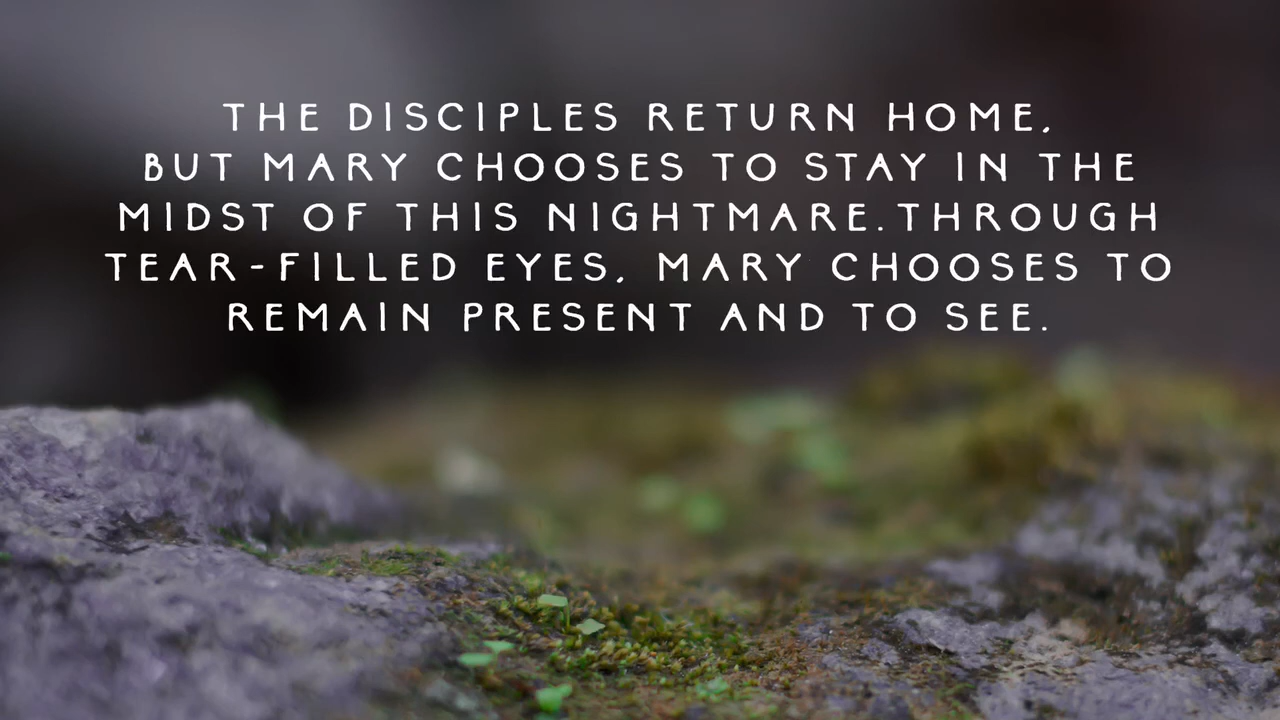 THE DISCIPLES RETURN HOME,
BUT MARY CHOOSES TO STAY IN THE
MIDST OF THIS NIGHTMARE.THROUGH
TEAR-FILLED EYES, MARY CHOOSES TO
REMAIN PRESENT AND TO SEE.